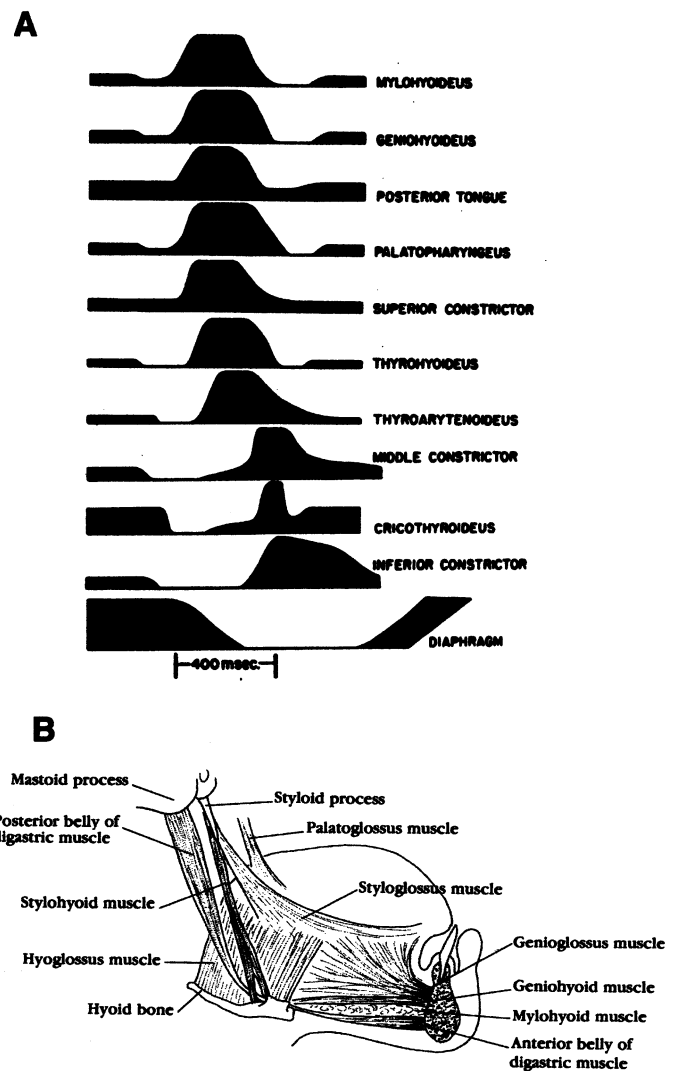 A
MYLOHYOIDEUS
GENIOHYOIDEUS
POSTERIOR TONGUE
PALATOPHARYNGEUS
SUPERIOR CONSTRICTOR
THYROHYOIDEUS
THYROARYTENOIDEUS
MIDDLE CONSTRICTOR
CRICOTHYROIDEUS
INFERIOR CONSTRICTOR
DIAPHRAGM
400 msec.
B
Mastoid process
Styloid process
Posterior belly of
digastric muscle
Palatoglossus muscle
Stylohyoid muscle
Styloglossus muscle
Hyoglossus muscle
Genioglossus muscle
Hyoid bone
Geniohyoid muscle
Mylohyoid muscle
Anterior belly of
digastric muscle